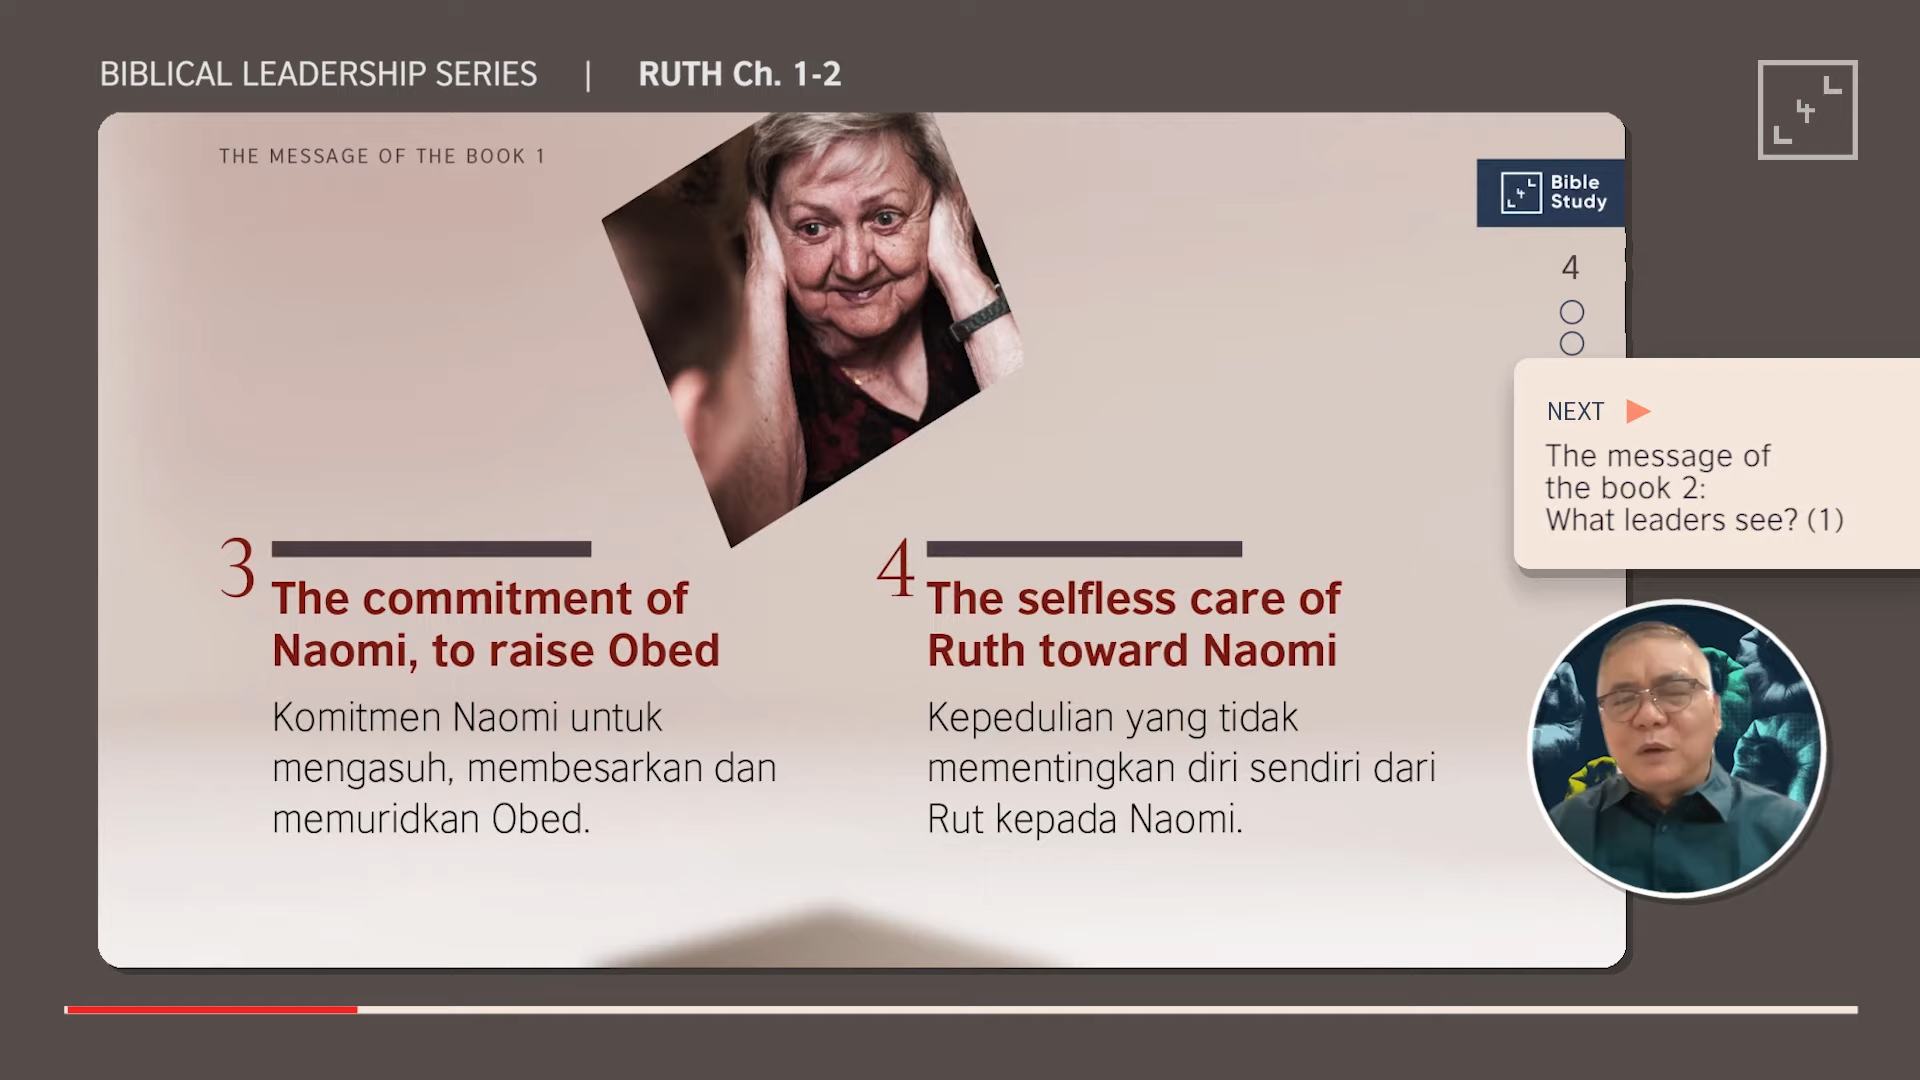 BIBLICAL LEADERSHIP SERIES | RUTH Ch. 1-2
THE MESSAGE OF THE BOOK 1
Bible
Study
4
NEXT
The message of
the book 2:
What leaders see? (1)
3
The commitment of
Naomi, to raise Obed
Komitmen Naomi untuk
mengasuh, membesarkan dan
memuridkan Obed.
4
The selfless care of
Ruth toward Naomi
Kepedulian yang tidak
mementingkan diri sendiri dari
Rut kepada Naomi.